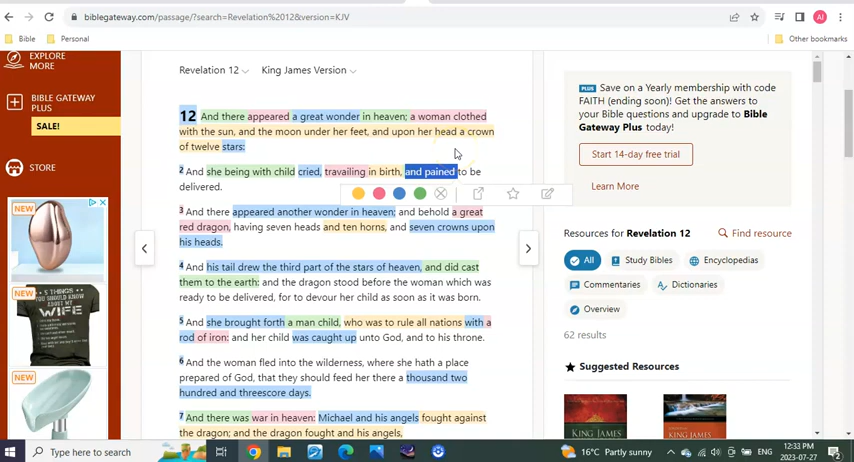 biblegateway.com/passage/?search=Revelation%2012&version=KJV
Bible
Personal
Other bookmarks
EXPLORE
MORE
BIBLE GATEWAY
PLUS
SALE!
STORE
NEW
NEW
5 THINGS
YOU SHOULD KNOW
ABOUT MY
WIFE
NEW
Revelation 12
King James Version
12 And there appeared a great wonder in heaven; a woman clothed
with the sun, and the moon under her feet, and upon her head a crown
of twelve stars:
2 And she being with child cried, travailing in birth, and pained to be
delivered.
3 And there appeared another wonder in heaven; and behold a great
red dragon, having seven heads and ten horns, and seven crowns upon
his heads.
4 And his tail drew the third part of the stars of heaven, and did cast
them to the earth: and the dragon stood before the woman which was
ready to be delivered, for to devour her child as soon as it was born.
5 And she brought forth a man child, who was to rule all nations with a
rod of iron: and her child was caught up unto God, and to his throne.
6 And the woman fled into the wilderness, where she hath a place
prepared of God, that they should feed her there a thousand two
hundred and threescore days.
7 And there was war in heaven: Michael and his angels fought against
the dragon; and the dragon fought and his angels,
PLUS Save on a Yearly membership with code
FAITH (ending soon)! Get the answers to
your Bible questions and upgrade to Bible
Gateway Plus today!
Start 14-day free trial
Learn More
Resources for Revelation 12
Find resource
All
Study Bibles
Encyclopedias
Commentaries
Dictionaries
Overview
62 results
Suggested Resources
KING JAMES
KING JAMES
Type here to search
16°C Partly sunny
ENG
12:33 PM
2023-07-27
2